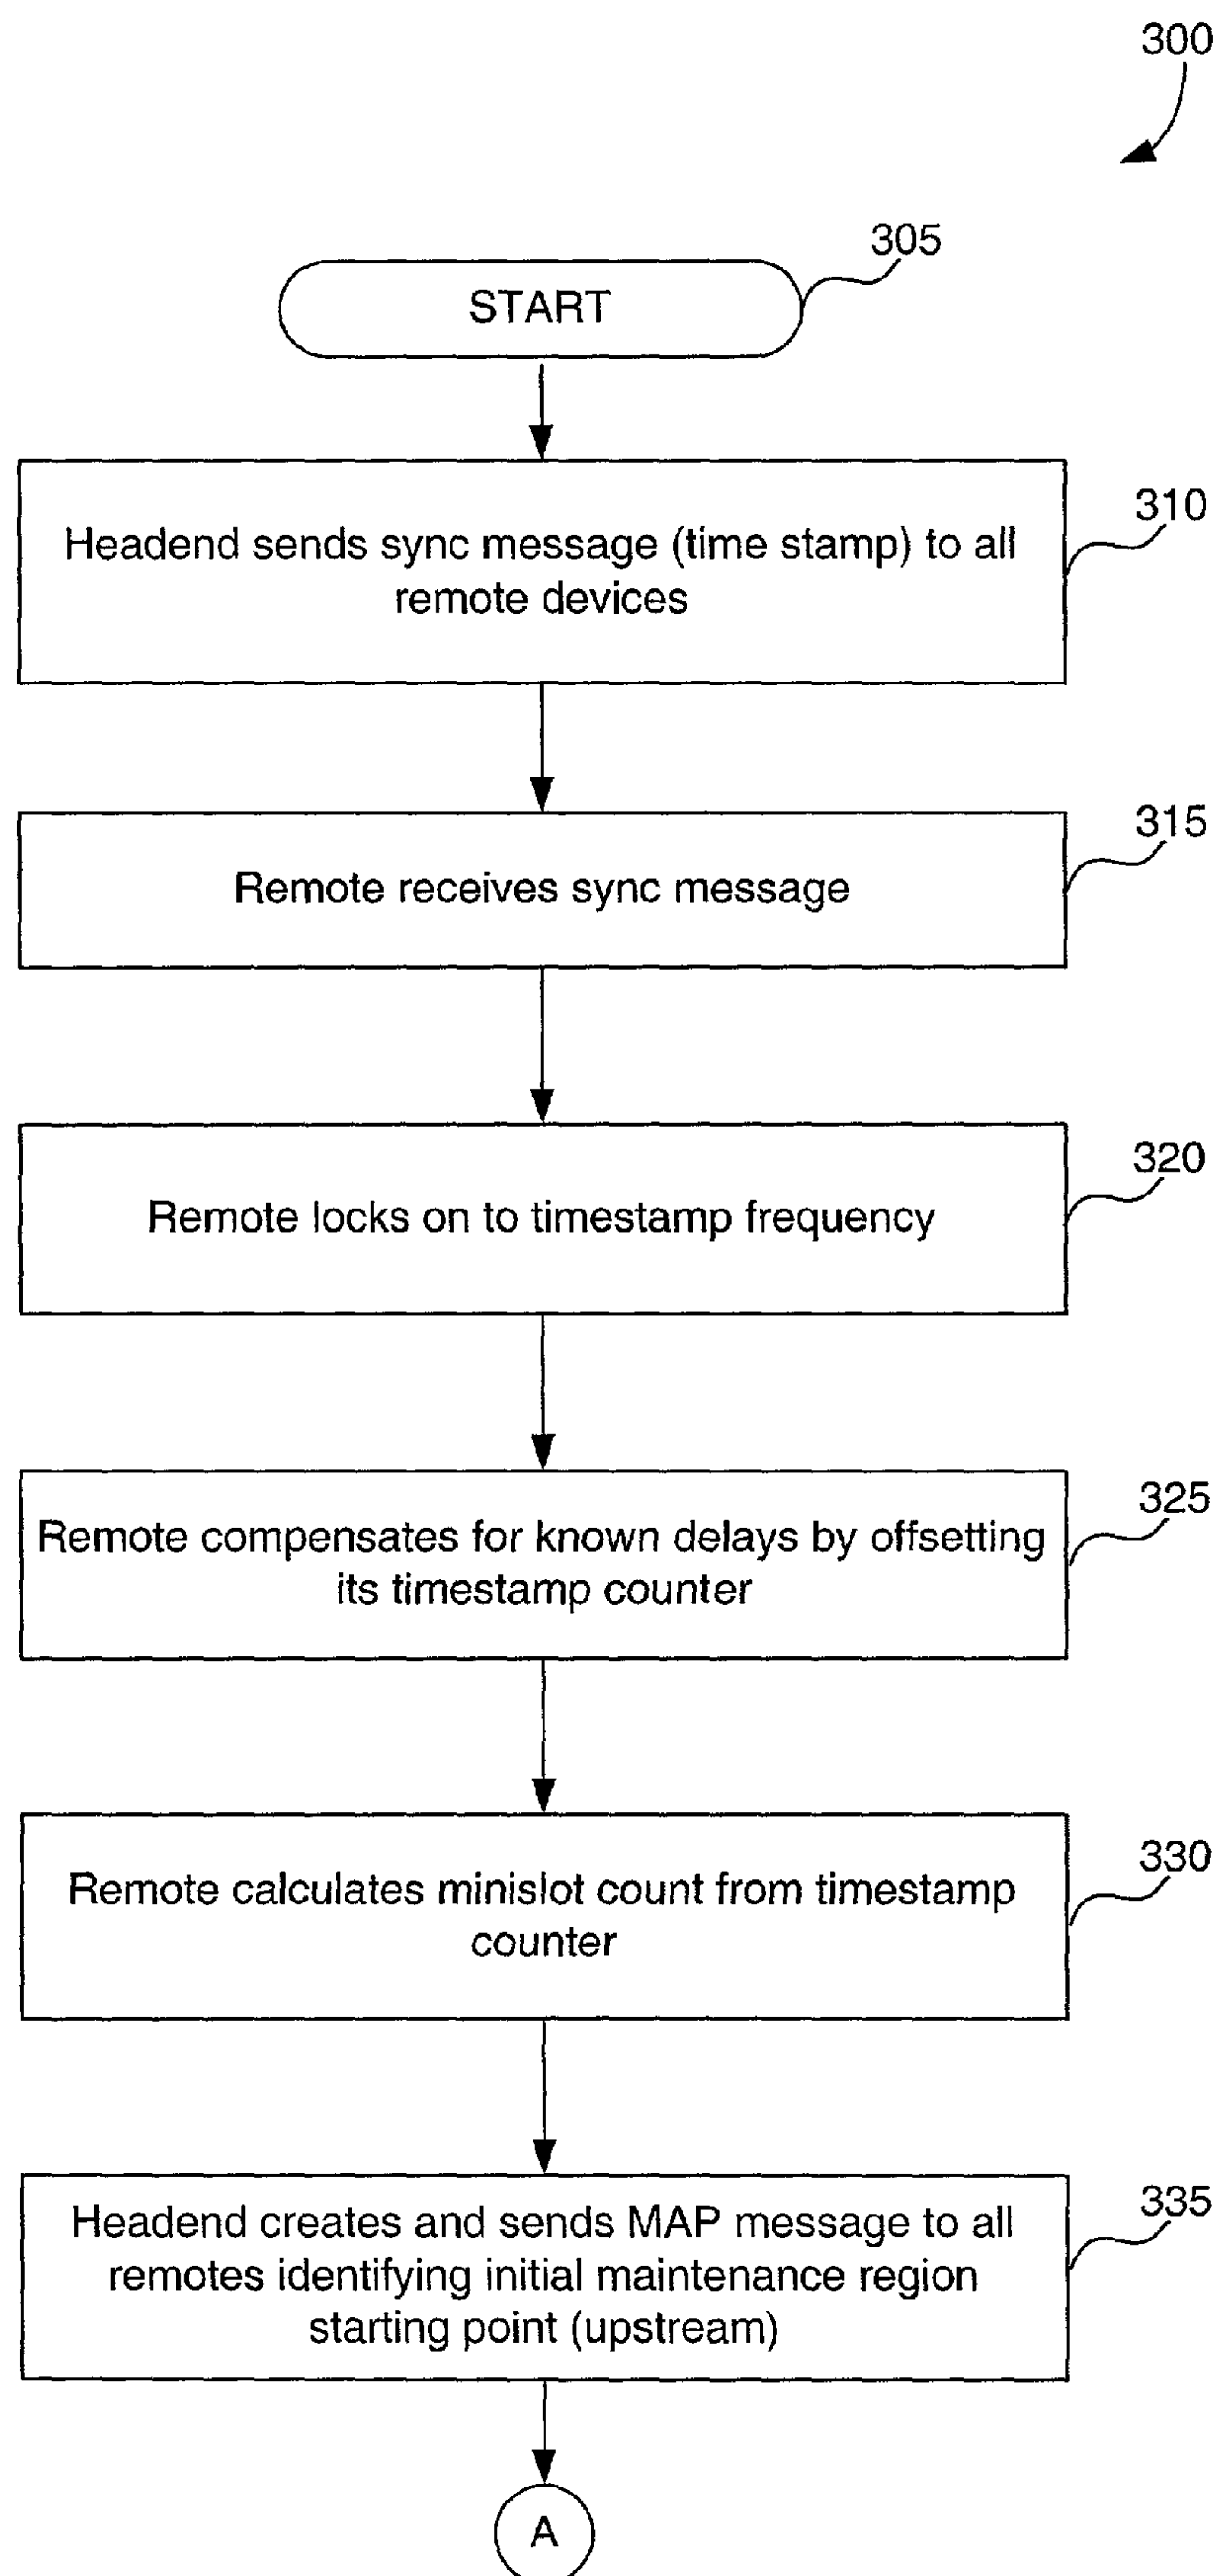 300
305
START
310
Headend sends sync message (time stamp) to all
remote devices
315
Remote receives sync message
320
Remote locks on to timestamp frequency
325
Remote compensates for known delays by offsetting
its timestamp counter
330
Remote calculates minislot count from timestamp
counter
335
Headend creates and sends MAP message to all
remotes identifying initial maintenance region
starting point (upstream)
A